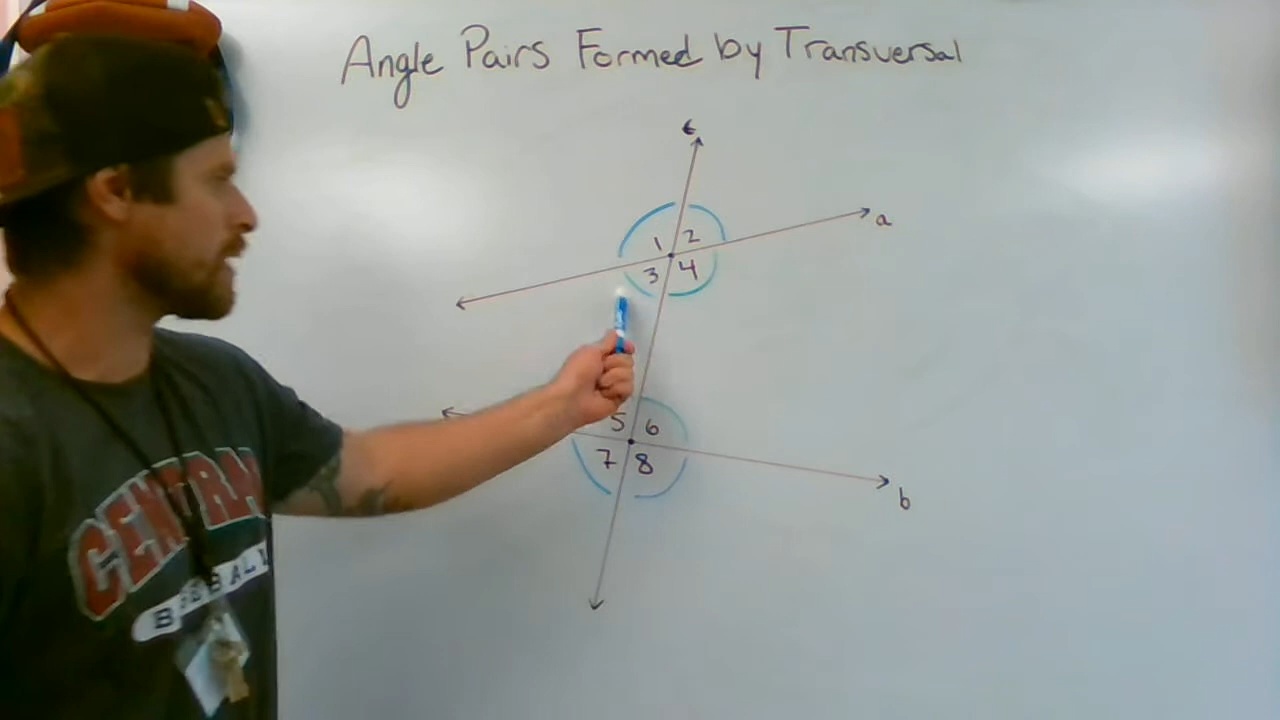 Angle Pairs Formed by Transversal
t
a
1 2
3 4
5 6
7 8
b
CENTRAL
BASEBALL